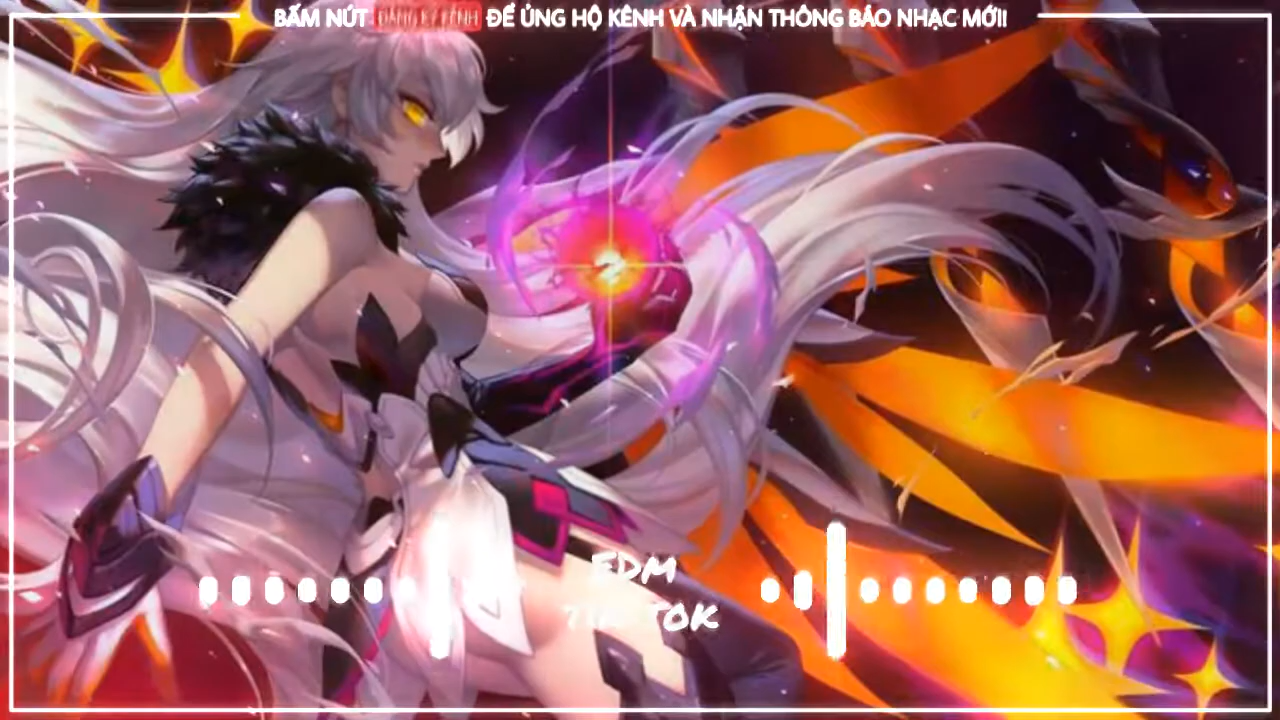 BẤM NÚT ĐĂNG KÝ KÊNH ĐỂ ỦNG HỘ KÊNH VÀ NHẬN THÔNG BÁO NHẠC MỚI!
EDM
TIK TOK